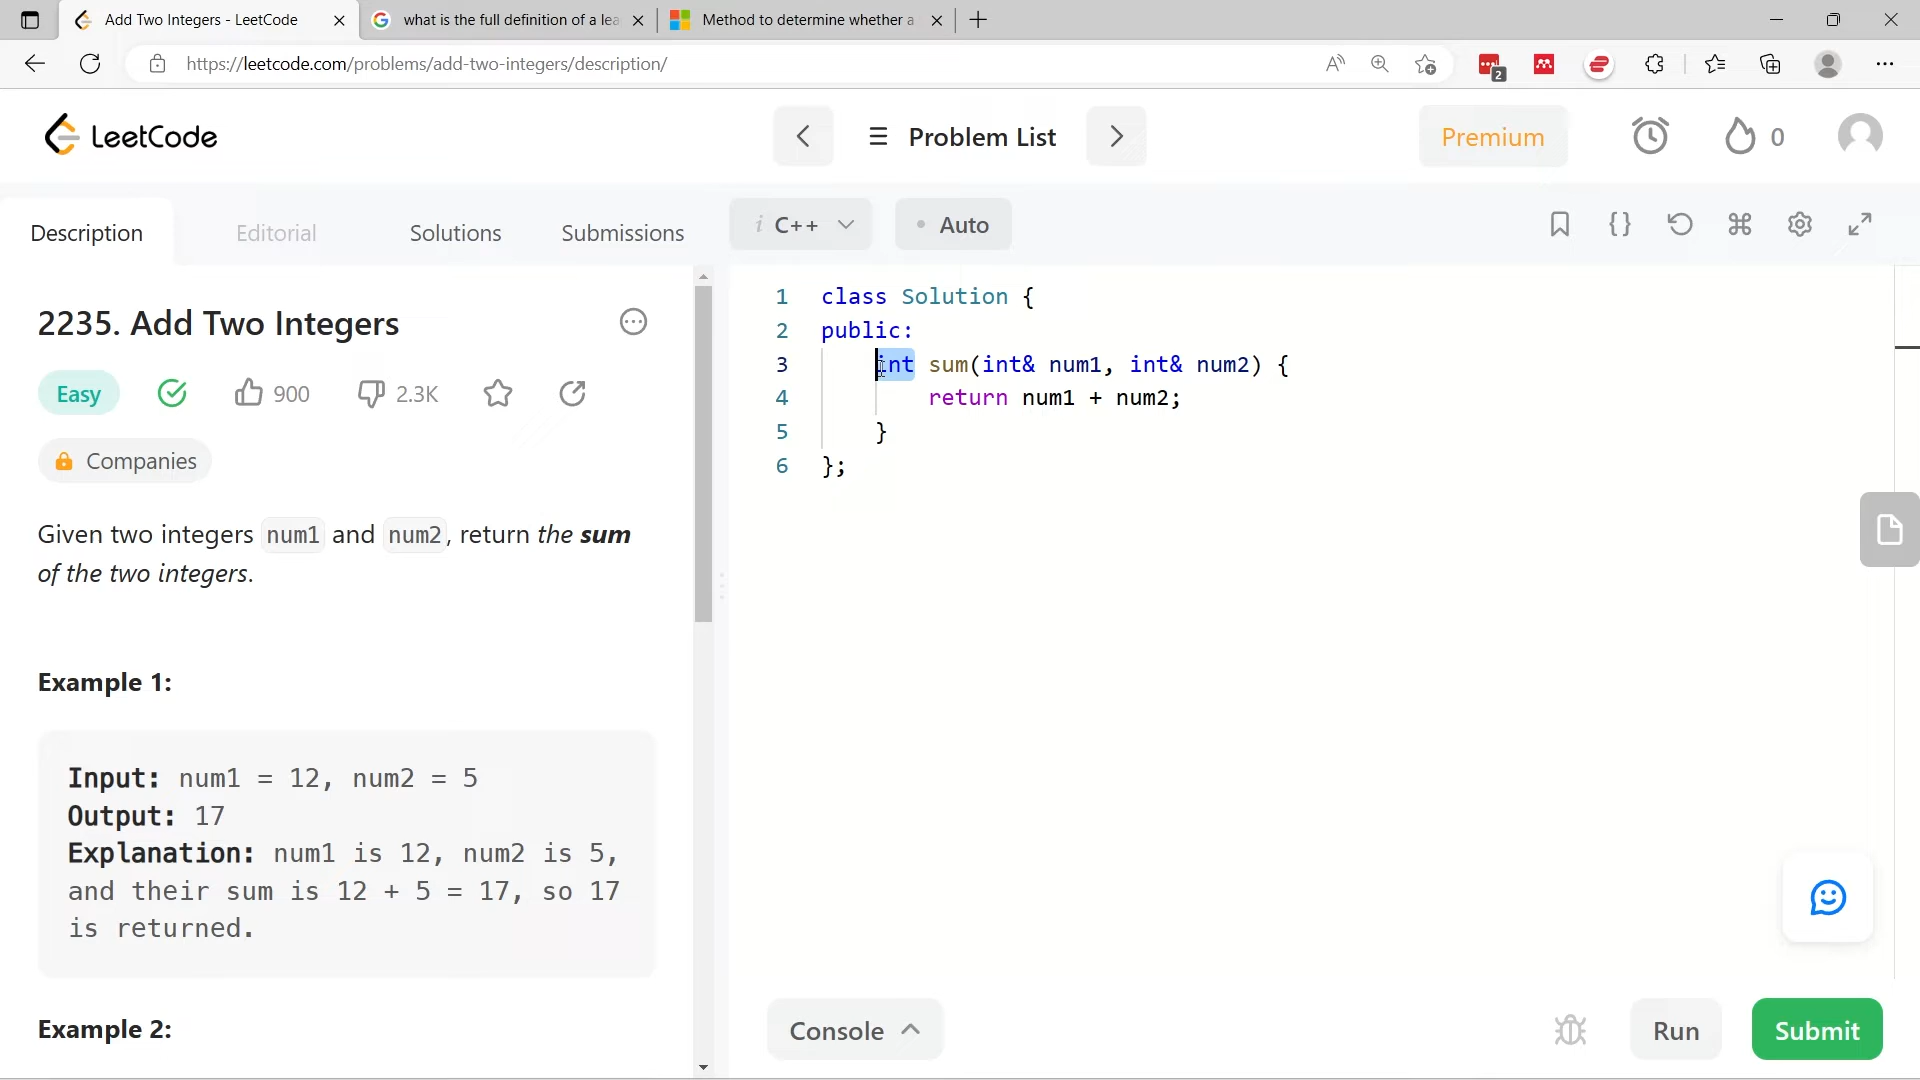 Add Two Integers - LeetCode
what is the full definition of a lea
Method to determine whether a
https://leetcode.com/problems/add-two-integers/description/
2
LeetCode
Problem List
Premium
0
Description
Editorial
Solutions
Submissions
i C++
Auto
2235. Add Two Integers
Easy
900
2.3K
Companies
Given two integers num1 and num2, return the sum
of the two integers.
Example 1:
Input: num1 = 12, num2 = 5
Output: 17
Explanation: num1 is 12, num2 is 5,
and their sum is 12 + 5 = 17, so 17
is returned.
Example 2:
1 class Solution {
2 public:
3 int sum(int& num1, int& num2) {
4 return num1 + num2;
5 }
6 };
Console
Run
Submit